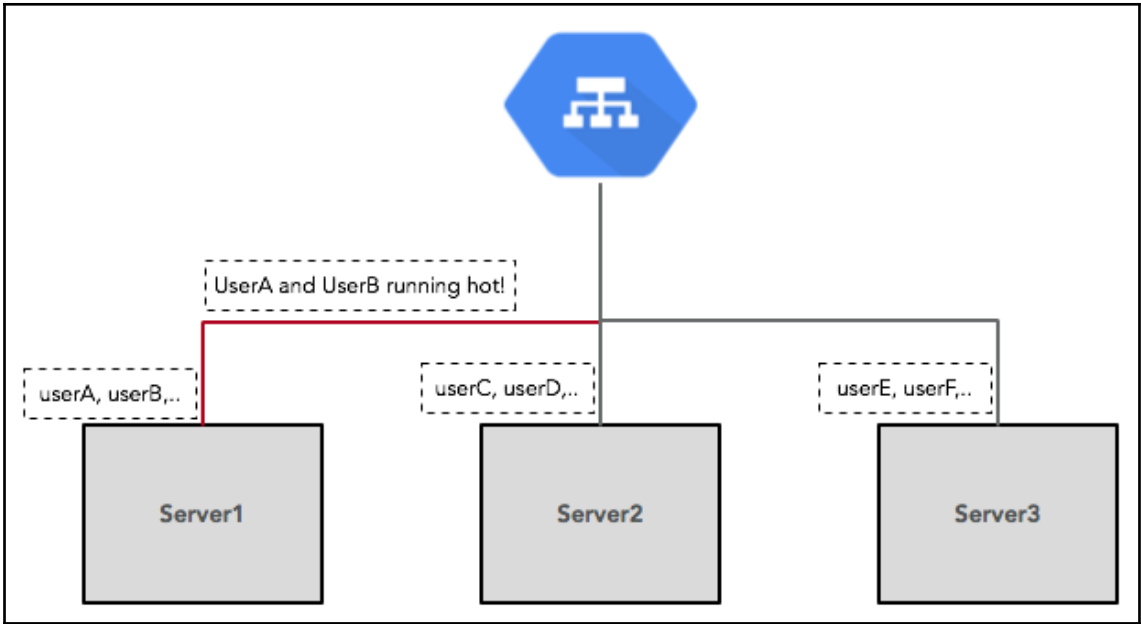 UserA and UserB running hot!
userA, userB,..
userC, userD,..
userE, userF,..
Server1
Server2
Server3